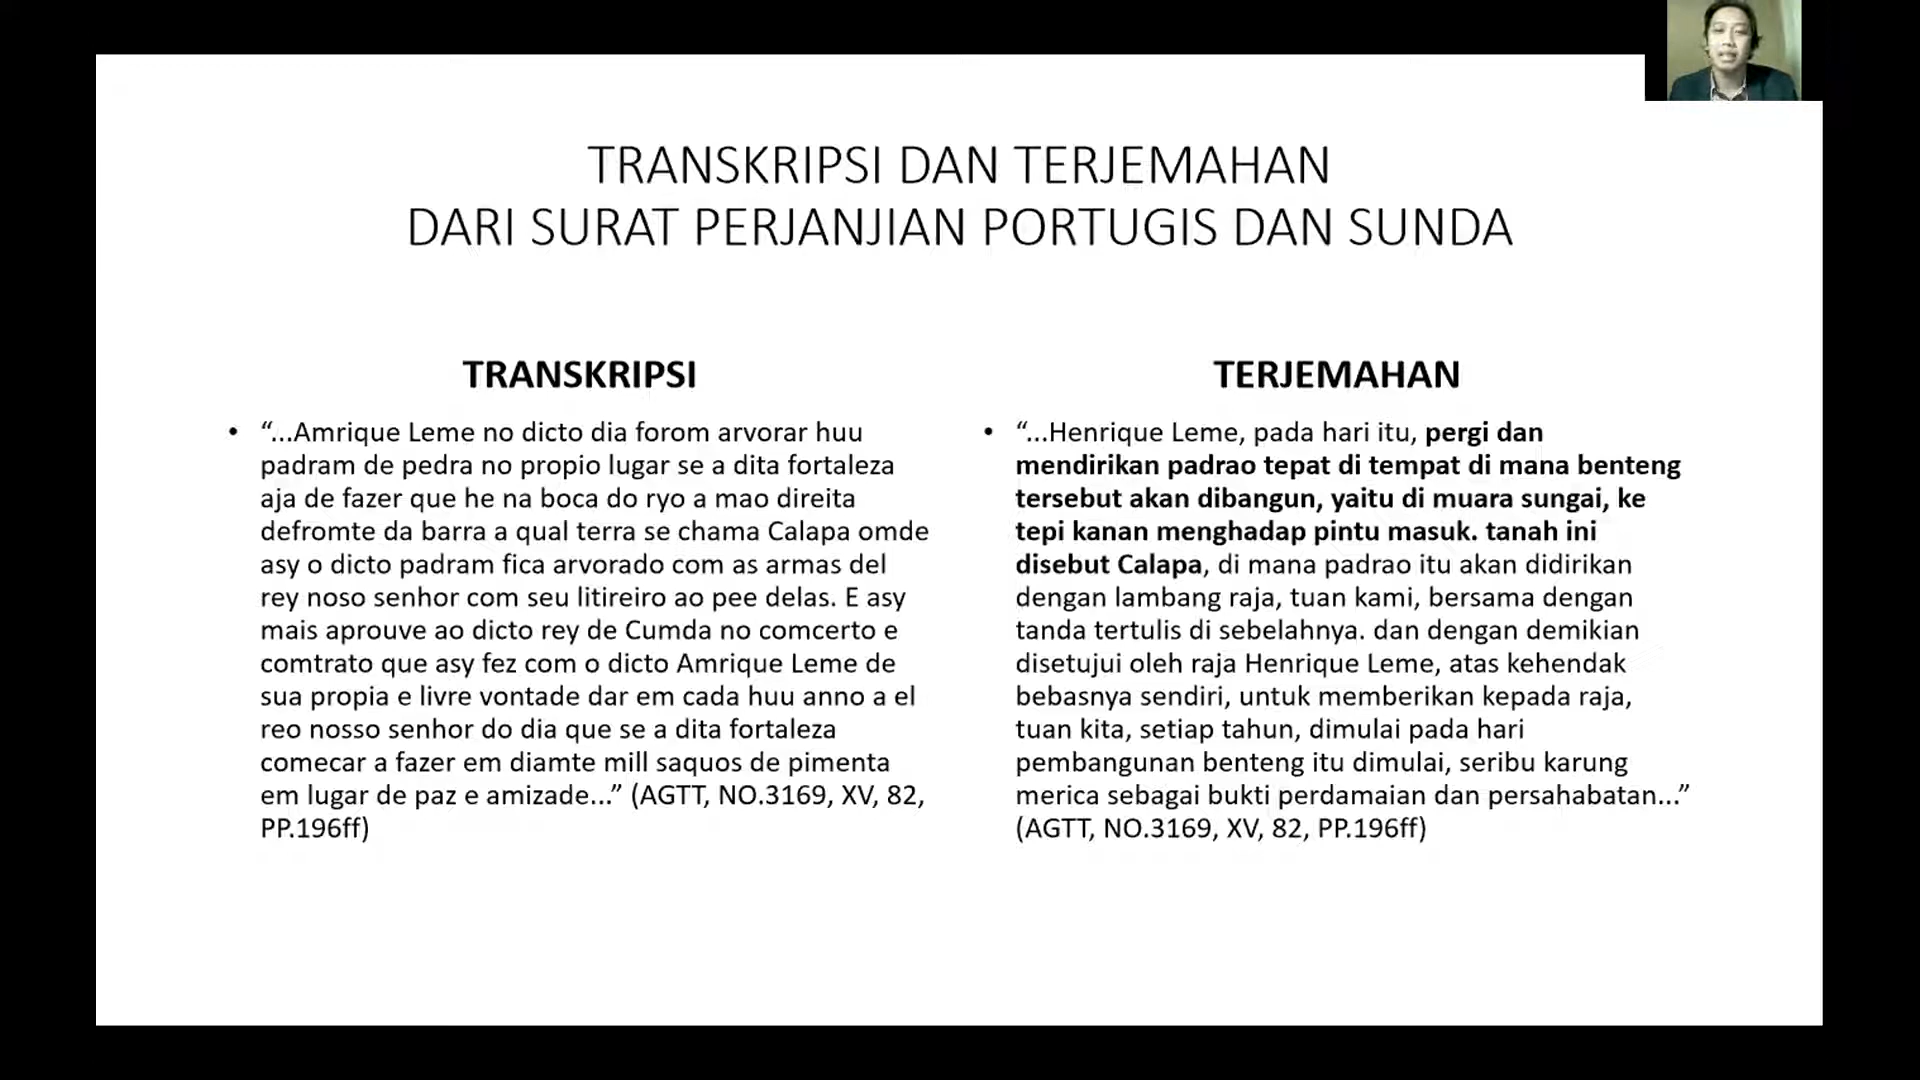 TRANSKRIPSI DAN TERJEMAHAN
DARI SURAT PERJANJIAN PORTUGIS DAN SUNDA
TRANSKRIPSI
• “...Amrique Leme no dicto dia forom arvorar huu
padram de pedra no propio lugar se a dita fortaleza
aja de fazer que he na boca do ryo a mao direita
defromte da barra a qual terra se chama Calapa omde
asy o dicto padram fica arvorado com as armas del
rey noso senhor com seu litireiro ao pee delas. E asy
mais aprouve ao dicto rey de Cumda no comcerto e
comtrato que asy fez com o dicto Amrique Leme de
sua propia e livre vontade dar em cada huu anno a el
reo nosso senhor do dia que se a dita fortaleza
comecar a fazer em diamte mill saquos de pimenta
em lugar de paz e amizade...” (AGTT, NO.3169, XV, 82,
PP.196ff)
TERJEMAHAN
• “...Henrique Leme, pada hari itu, pergi dan
mendirikan padrao tepat di tempat di mana benteng
tersebut akan dibangun, yaitu di muara sungai, ke
tepi kanan menghadap pintu masuk. tanah ini
disebut Calapa, di mana padrao itu akan didirikan
dengan lambang raja, tuan kami, bersama dengan
tanda tertulis di sebelahnya. dan dengan demikian
disetujui oleh raja Henrique Leme, atas kehendak
bebasnya sendiri, untuk memberikan kepada raja,
tuan kita, setiap tahun, dimulai pada hari
pembangunan benteng itu dimulai, seribu karung
merica sebagai bukti perdamaian dan persahabatan...”
(AGTT, NO.3169, XV, 82, PP.196ff)